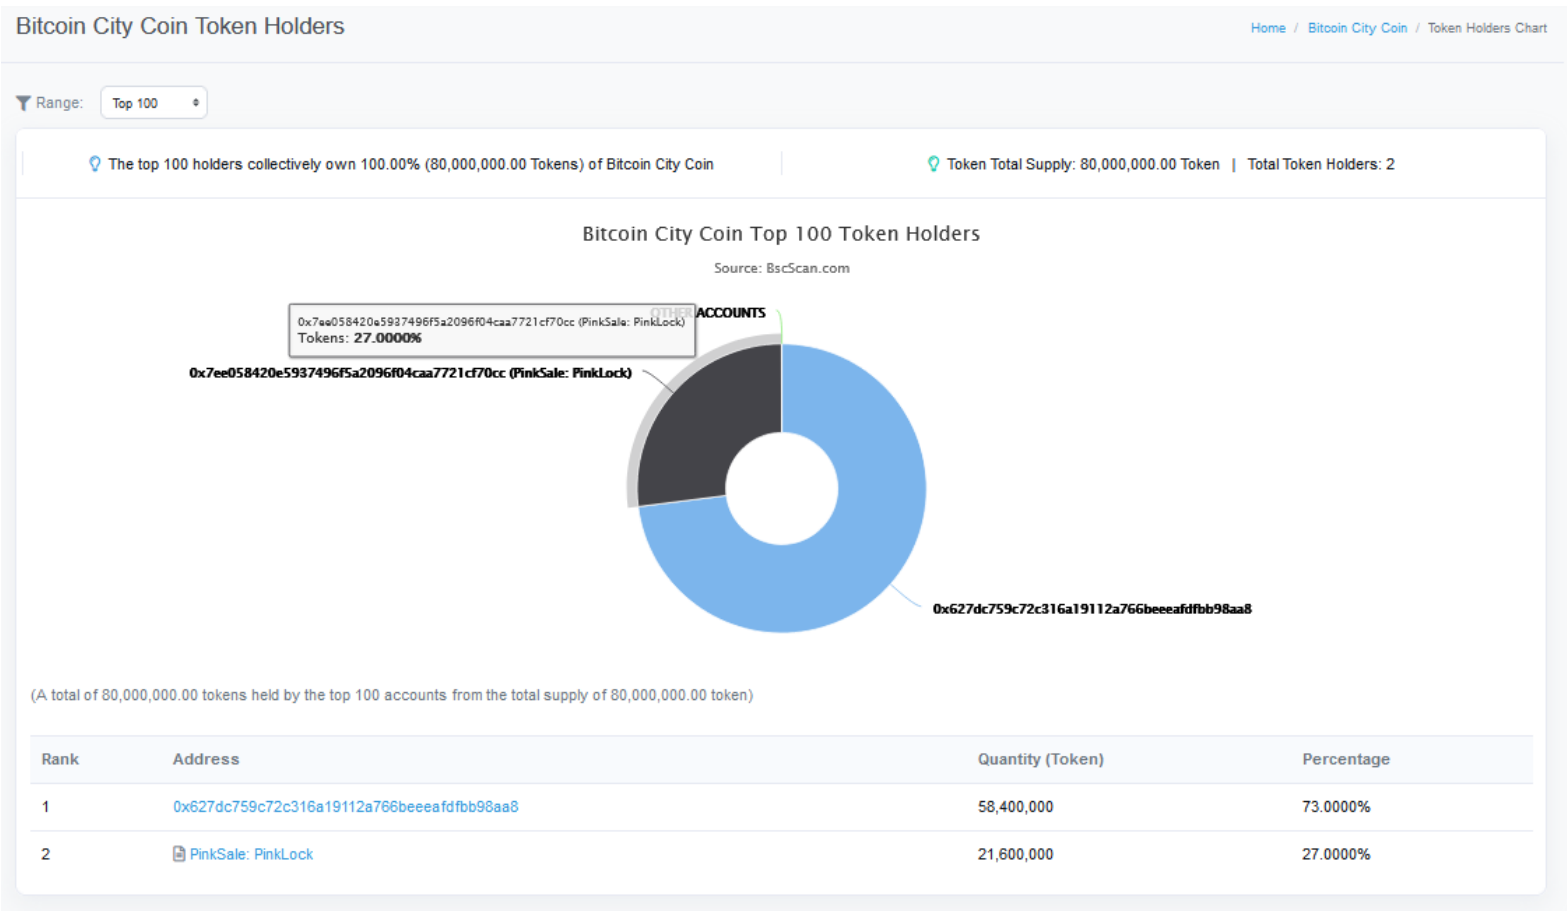 Bitcoin City Coin Token Holders
Home / Bitcoin City Coin / Token Holders Chart
Range: Top 100
The top 100 holders collectively own 100.00% (80,000,000.00 Tokens) of Bitcoin City Coin
Token Total Supply: 80,000,000.00 Token | Total Token Holders: 2
Bitcoin City Coin Top 100 Token Holders
Source: BscScan.com
OTHER ACCOUNTS
0x7ee058420e5937496f5a2096f04caa7721cf70cc (PinkSale: PinkLock)
Tokens: 27.0000%
0x7ee058420e5937496f5a2096f04caa7721cf70cc (PinkSale: PinkLock)
0x627dc759c72c316a19112a766beeeafdfbb98aa8
(A total of 80,000,000.00 tokens held by the top 100 accounts from the total supply of 80,000,000.00 token)
Rank Address Quantity (Token) Percentage
1 0x627dc759c72c316a19112a766beeeafdfbb98aa8 58,400,000 73.0000%
2 PinkSale: PinkLock 21,600,000 27.0000%